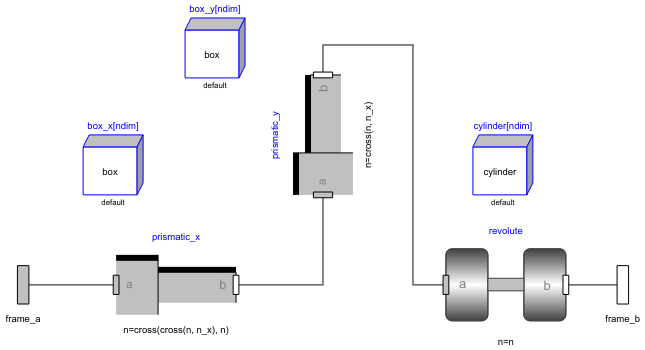 box_y[ndim]
box
default
box_x[ndim]
box
default
prismatic_y
b
a
n=cross(n, n_x)
cylinder[ndim]
cylinder
default
prismatic_x
a
b
n=cross(cross(n, n_x), n)
revolute
a
b
n=n
frame_a
frame_b